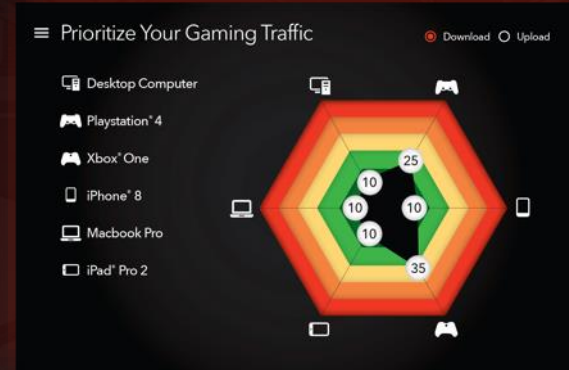 Prioritize Your Gaming Traffic
Download Upload
Desktop Computer
Playstation®4
Xbox® One
iPhone® 8
Macbook Pro
iPad® Pro 2
25
10
10
10
10
35